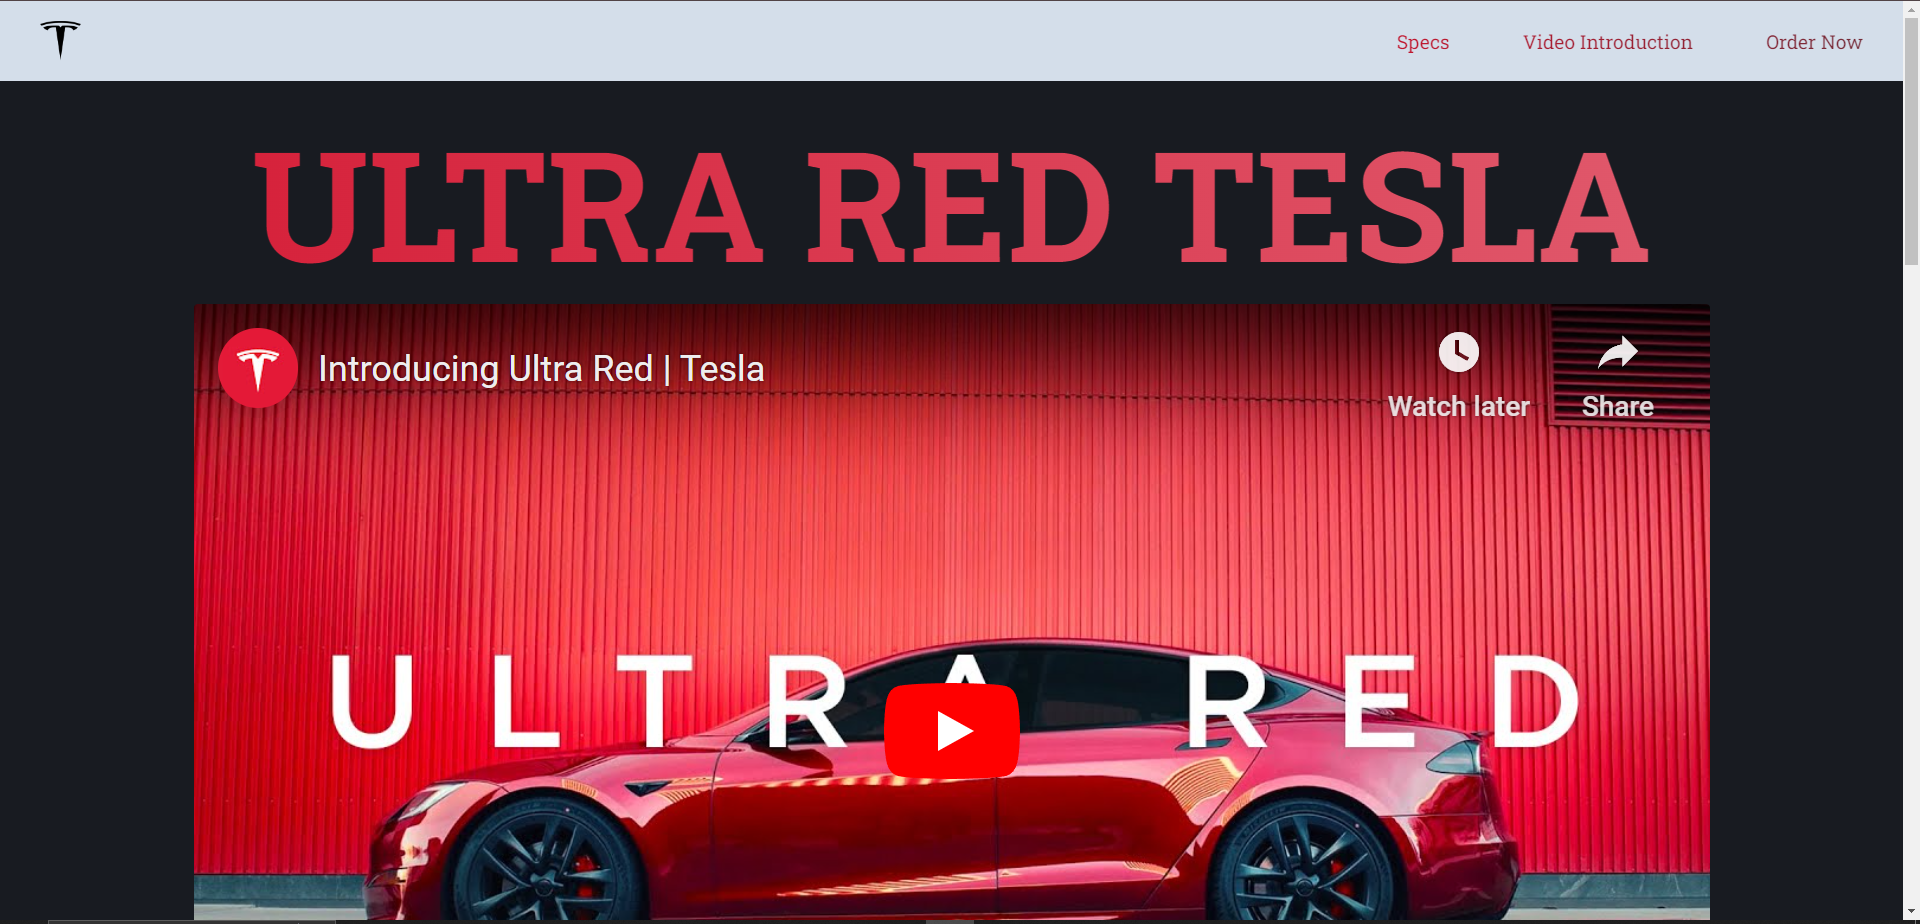 Specs Video Introduction Order Now
ULTRA RED TESLA
Introducing Ultra Red | Tesla
Watch later Share
ULTRA RED